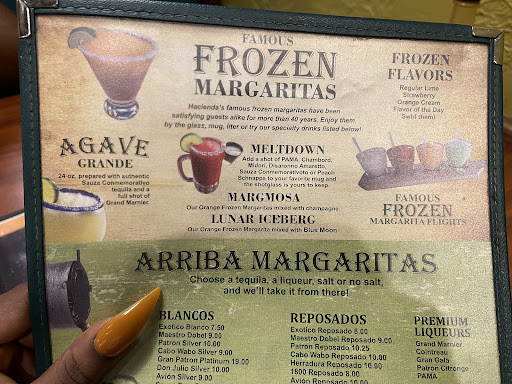 FAMOUS
FROZEN
MARGARITAS
Hacienda's famous frozen margaritas have been
satisfying guests alike for more than 40 years. Enjoy them
by the glass, mug, liter or try our specialty drinks listed below!
FROZEN
FLAVORS
Regular Lime
Strawberry
Orange Cream
Flavor of the Day
Swirl them!
AGAVE
GRANDE
24 oz. prepared with authentic
Sauza Conmemorativo
tequila and a
full shot of
Grand Marnier.
MELTDOWN
Add a shot of PAMA, Chambord,
Midori, Disaronno Amaretto,
Sauza Conmemorativoto or Peach
Schnapps to your favorite mug and
the shotglass is yours to keep.
MARGMOSA
Our Orange Frozen Margaritas mixed with champagne
LUNAR ICEBERG
Our Orange Frozen Margarita mixed with Blue Moon
FAMOUS
FROZEN
MARGARITA FLIGHTS
ARRIBA MARGARITAS
Choose a tequila, a liqueur, salt or no salt,
and we'll take it from there!
BLANCOS
Exotico Blanco 7.50
Maestro Dobel 9.00
Patron Silver 10.00
Cabo Wabo Silver 9.00
Gran Patron Platinum 19.00
Don Julio Silver 10.00
Avión Silver 9.00
REPOSADOS
Exotico Reposado 8.00
Maestro Dobel Reposado 9.00
Patron Reposado 10.25
Cabo Wabo Reposado 10.00
Herradura Reposado 10.00
1800 Reposado 8.00
Avión Reposado 10.00
PREMIUM
LIQUEURS
Grand Marnier
Cointreau
Gran Gala
Patron Citronge
PAMA